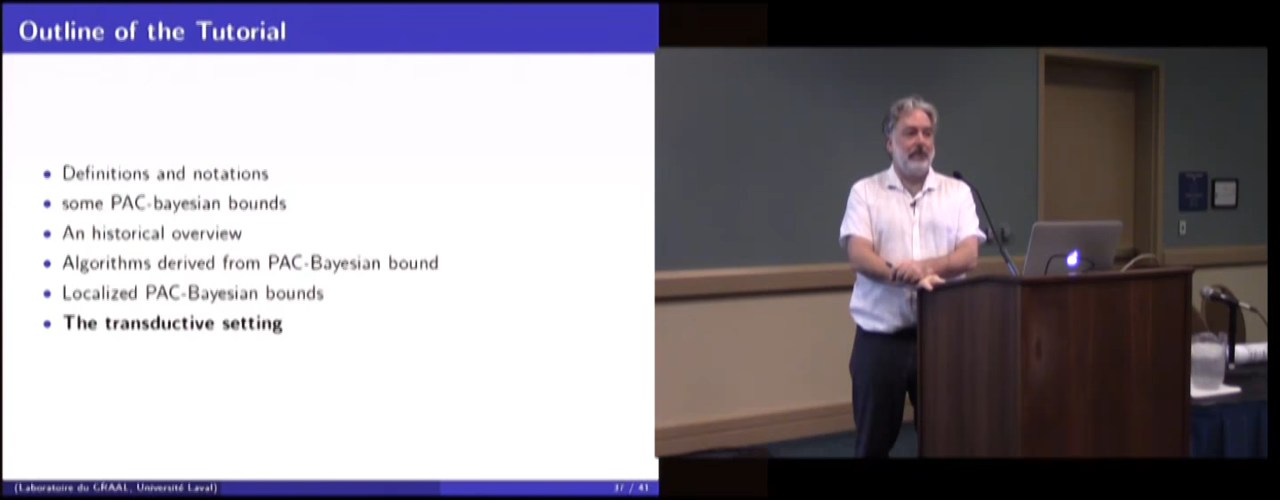 Outline of the Tutorial
Definitions and notations
some PAC-bayesian bounds
An historical overview
Algorithms derived from PAC-Bayesian bound
Localized PAC-Bayesian bounds
The transductive setting
(Laboratoire du GRAAL, Université Laval)
37 / 41